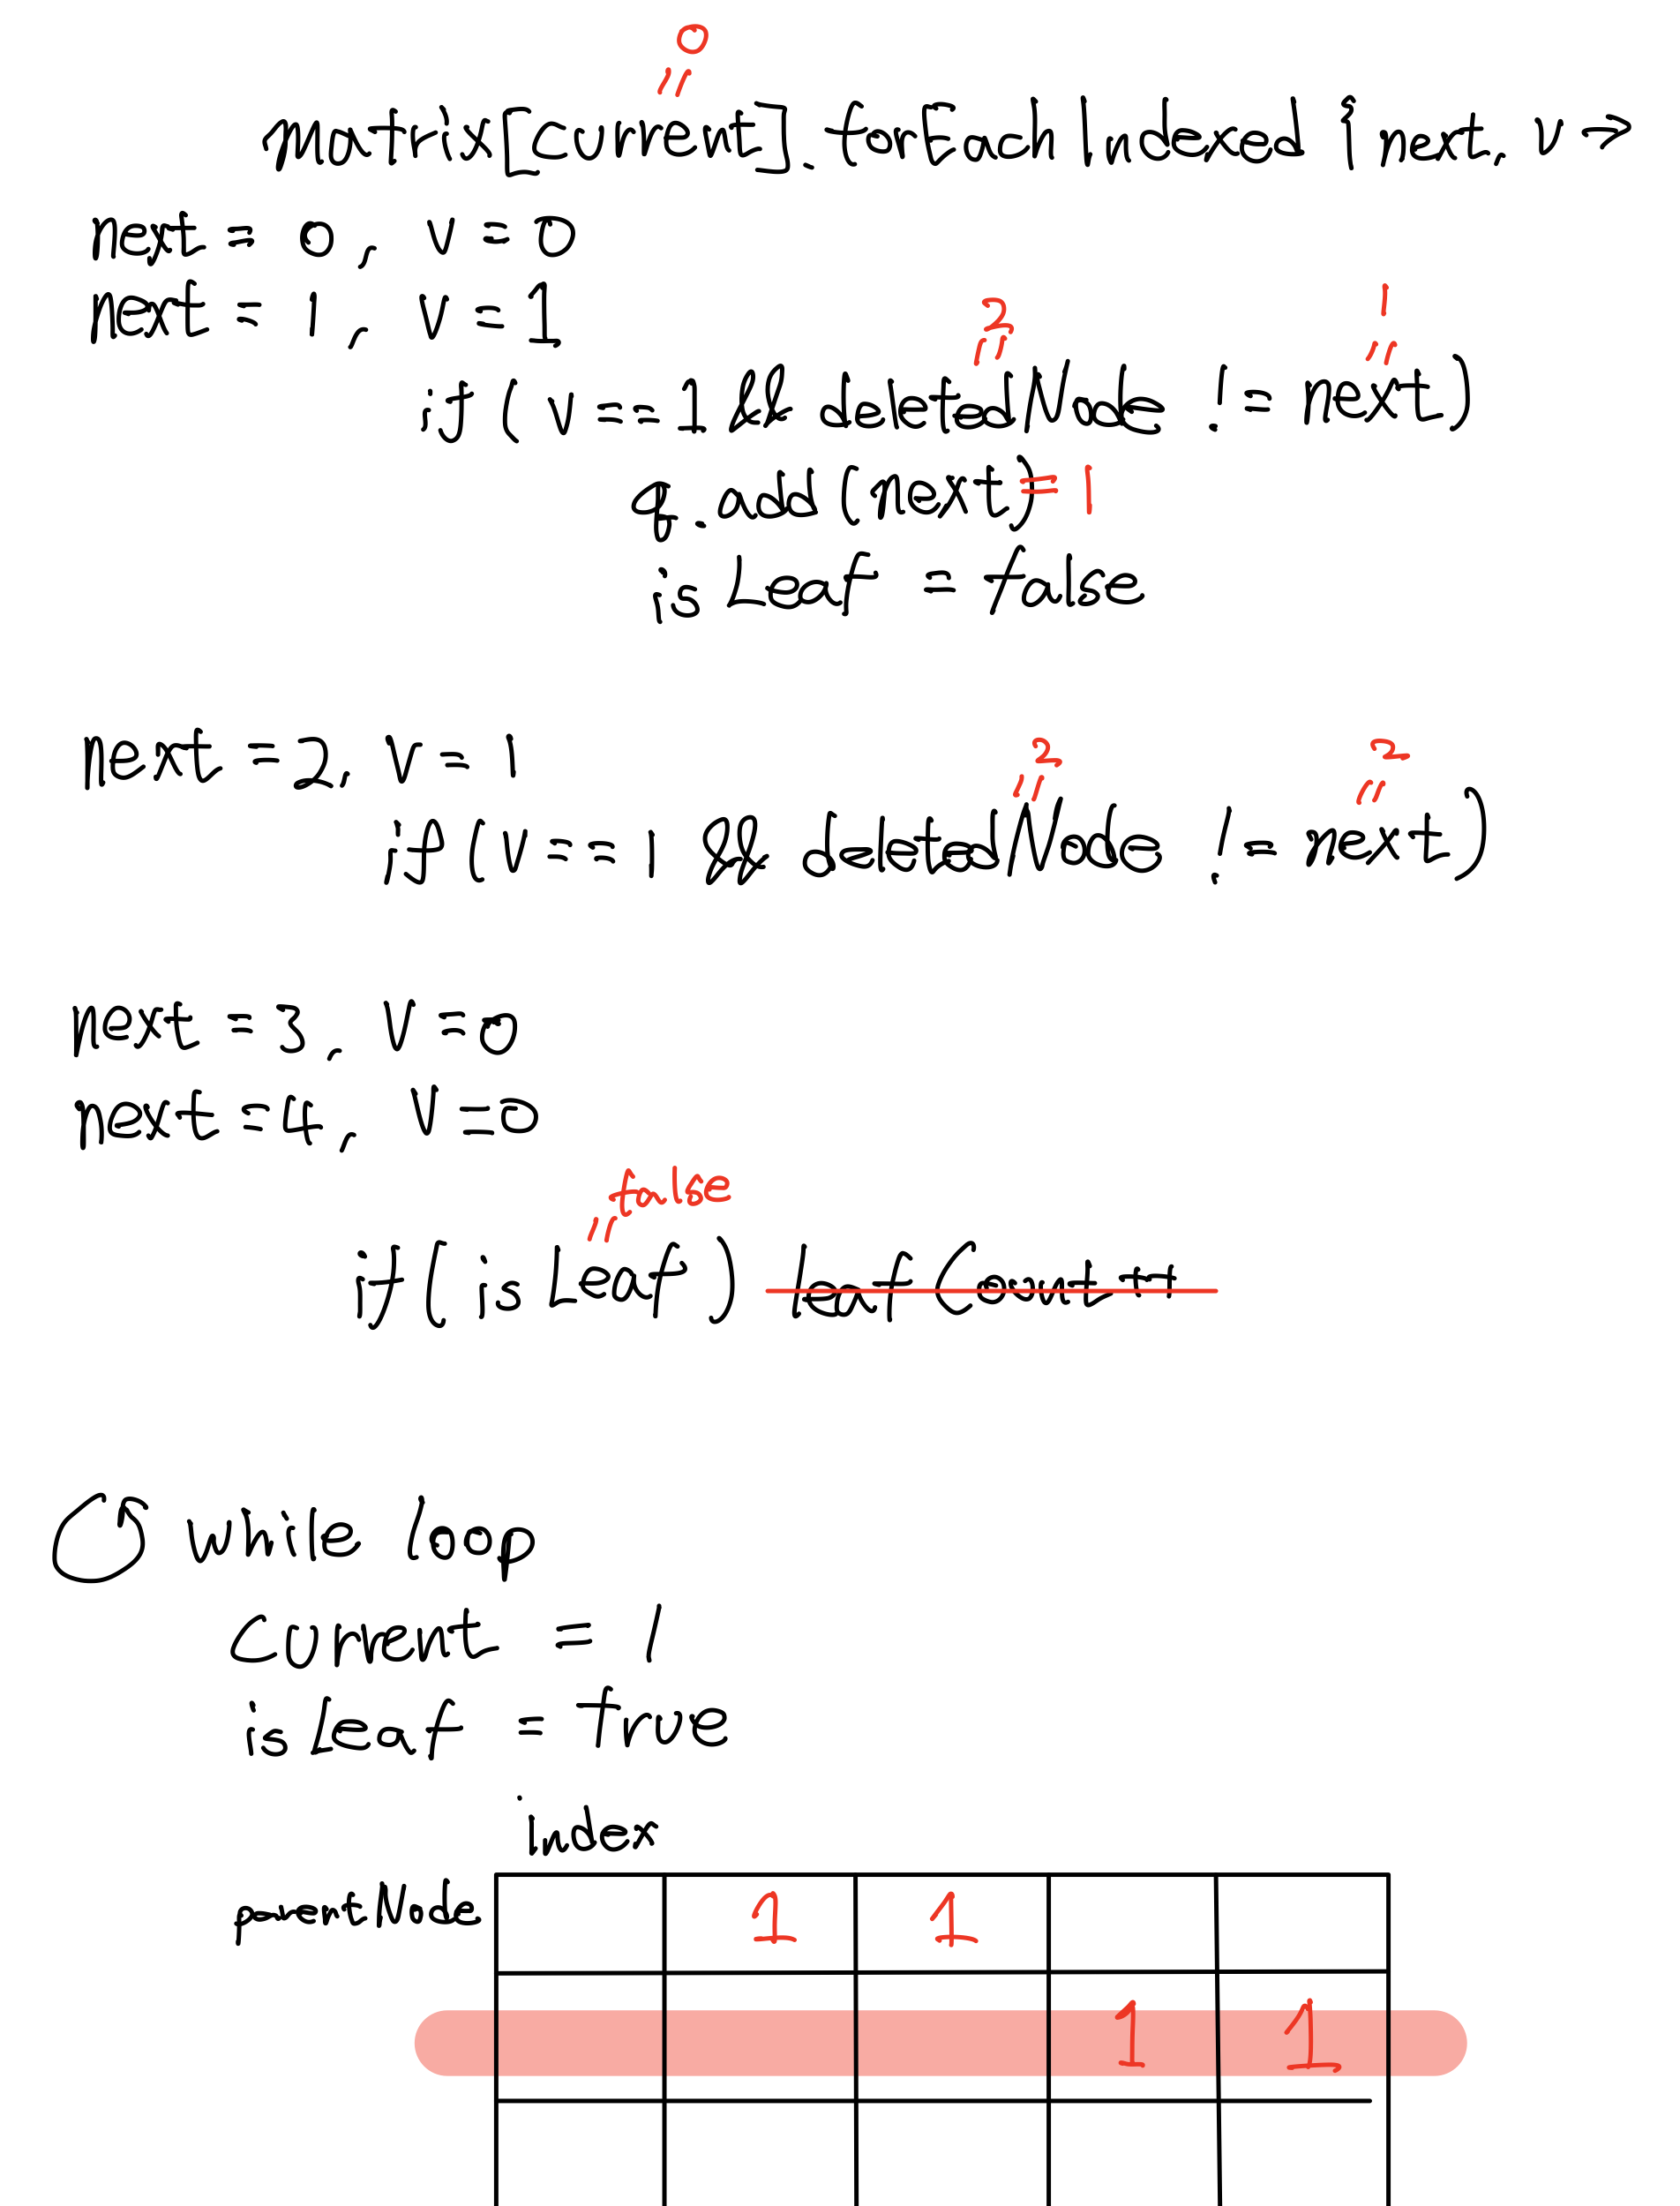 0
"
matrix[current].forEachIndexed { next, v ->
next = 0, v = 0
next = 1, v = 1
2 1
" "
if ( v == 1 && deletedNode != next)
q.add(next) = 1
isLeaf = false
next = 2, v = 1
2 2
" "
if (v == 1 && deletedNode != next)
next = 3, v = 0
next = 4, v = 0
false
"
if( isLeaf ) leafCount++
while loop
current = 1
isLeaf = true
index
parentNode 1 1
1 1